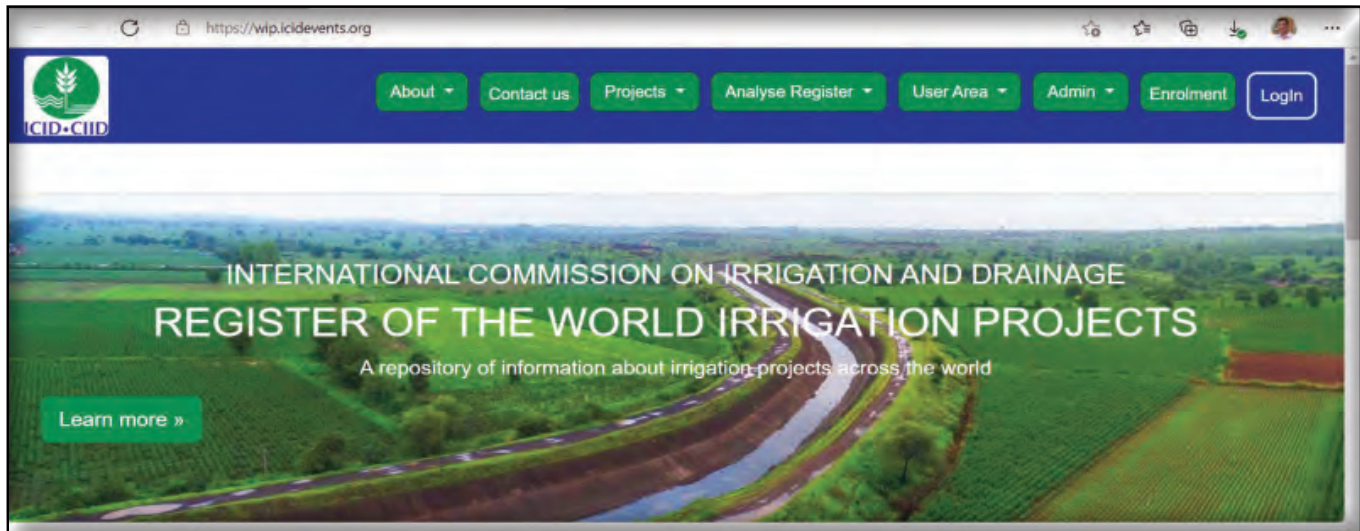 https://wip.icidevents.org
ICID•CIID
About
Contact us
Projects
Analyse Register
User Area
Admin
Enrolment
LogIn
INTERNATIONAL COMMISSION ON IRRIGATION AND DRAINAGE
REGISTER OF THE WORLD IRRIGATION PROJECTS
A repository of information about irrigation projects across the world
Learn more »